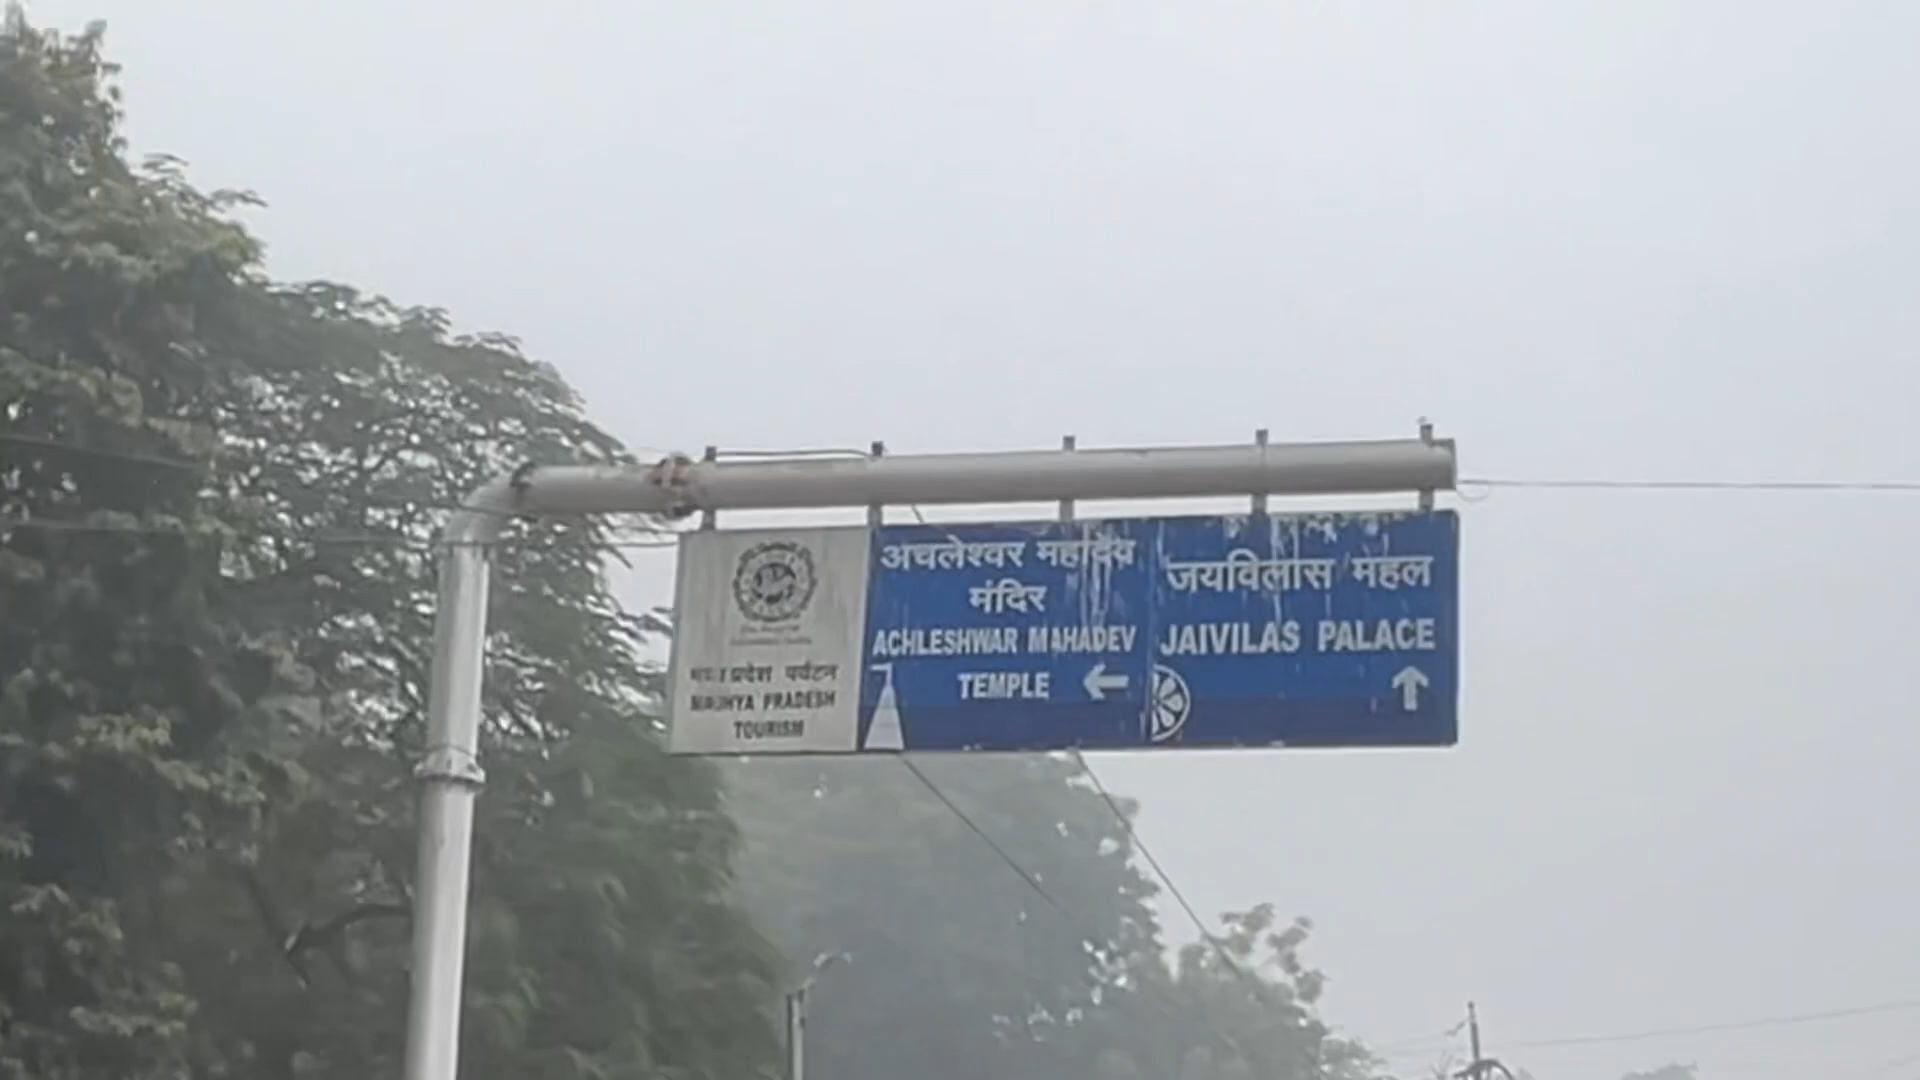 मध्य प्रदेश पर्यटन
MADHYA PRADESH
TOURISM
अचलेश्वर महादेव
मंदिर
ACHLESHWAR MAHADEV
TEMPLE
जयविलास महल
JAIVILAS PALACE